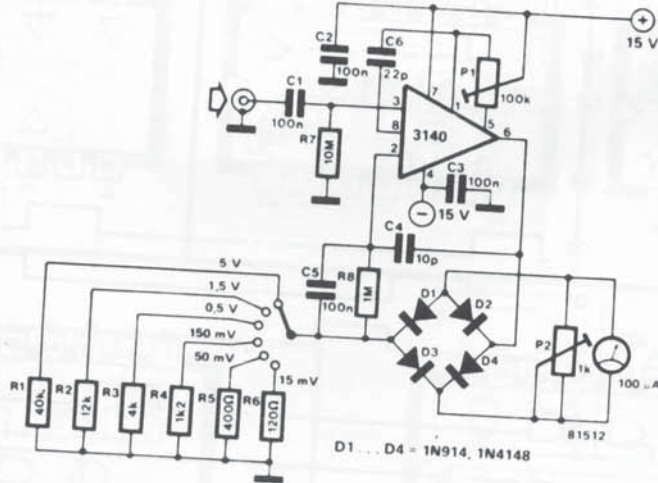 C2
100n
C6
22p
15 V
P1
100k
C1
100n
R7
10M
3
8
2
7
1
5
6
4
3140
C3
100n
15 V
C4
10p
C5
100n
R8
1M
5 V
1,5 V
0,5 V
150 mV
50 mV
15 mV
R1
40k
R2
12k
R3
4k
R4
1k2
R5
400Ω
R6
120Ω
D1
D2
D3
D4
P2
1k
100 µA
81512
D1 ... D4 = 1N914, 1N4148